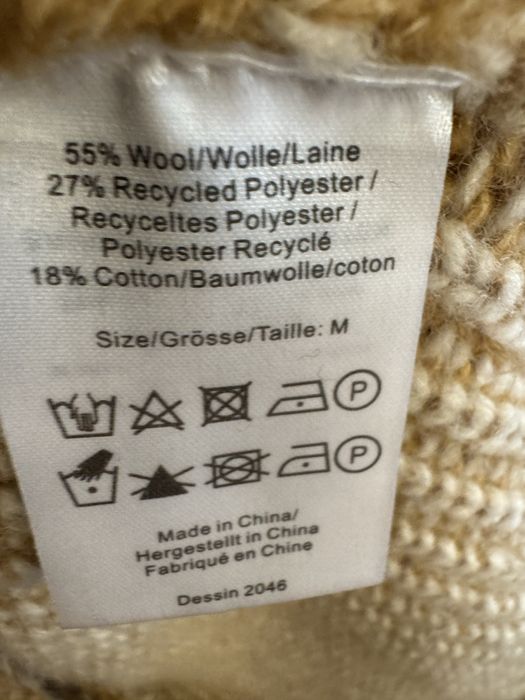 55% Wool/Wolle/Laine
27% Recycled Polyester /
Recyceltes Polyester /
Polyester Recyclé
18% Cotton/Baumwolle/coton
Size/Grösse/Taille: M
P
P
Made in China/
Hergestellt in China
Fabriqué en Chine
Dessin 2046